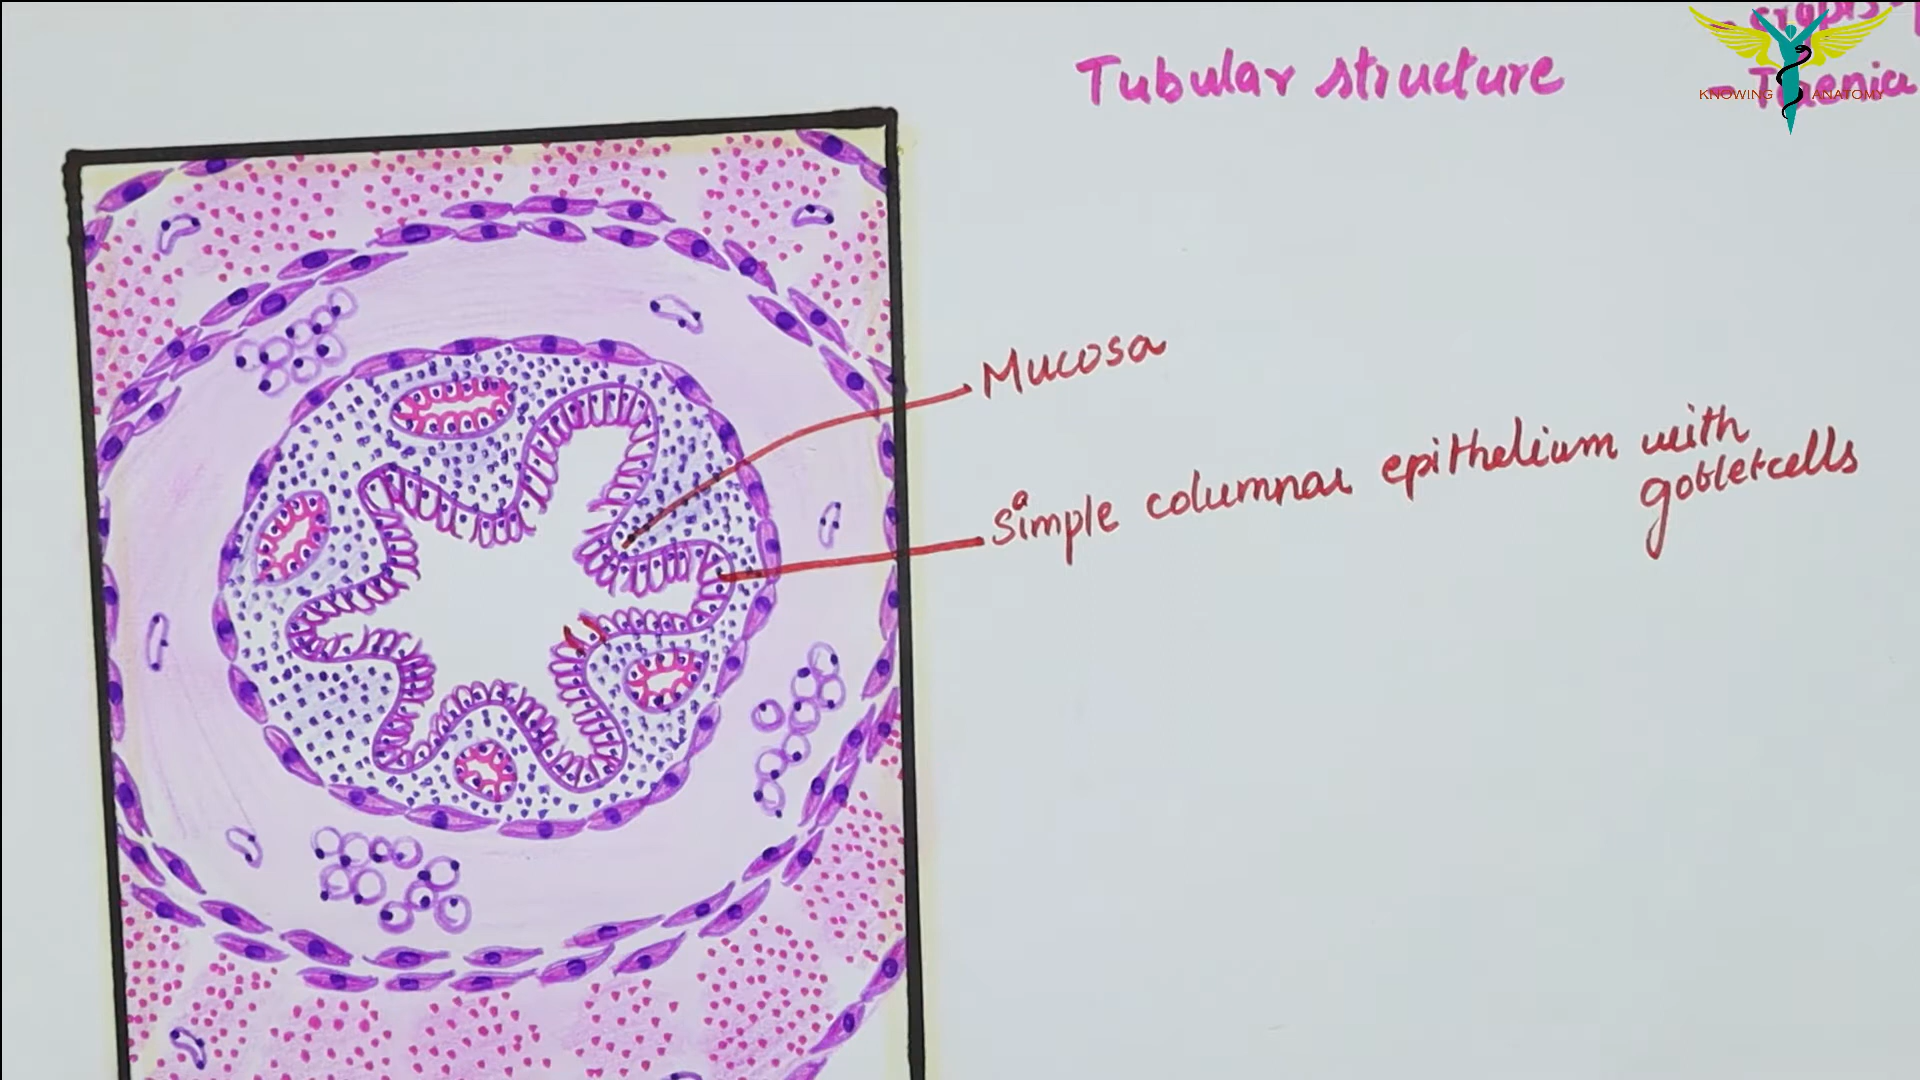 Tubular structure
KNOWING ANATOMY
Mucosa
Simple columnar epithelium with
gobletcells